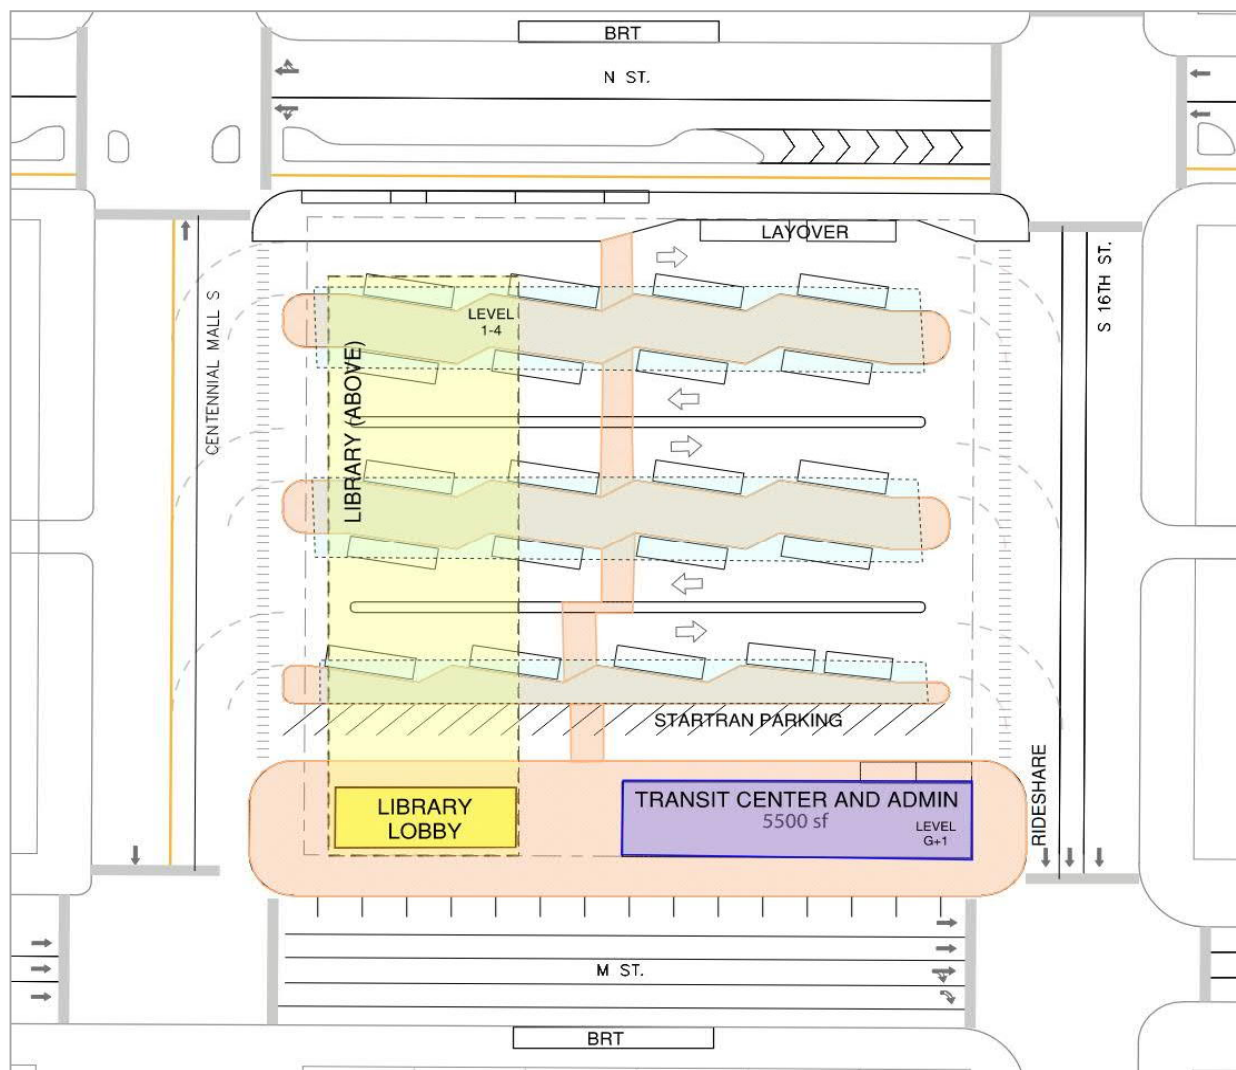 BRT
N ST.
LAYOVER
LEVEL
1-4
LIBRARY (ABOVE)
CENTENNIAL MALL S
S 16TH ST.
STARTRAN PARKING
RIDESHARE
LIBRARY
LOBBY
TRANSIT CENTER AND ADMIN
5500 sf
LEVEL
G+1
M ST.
BRT